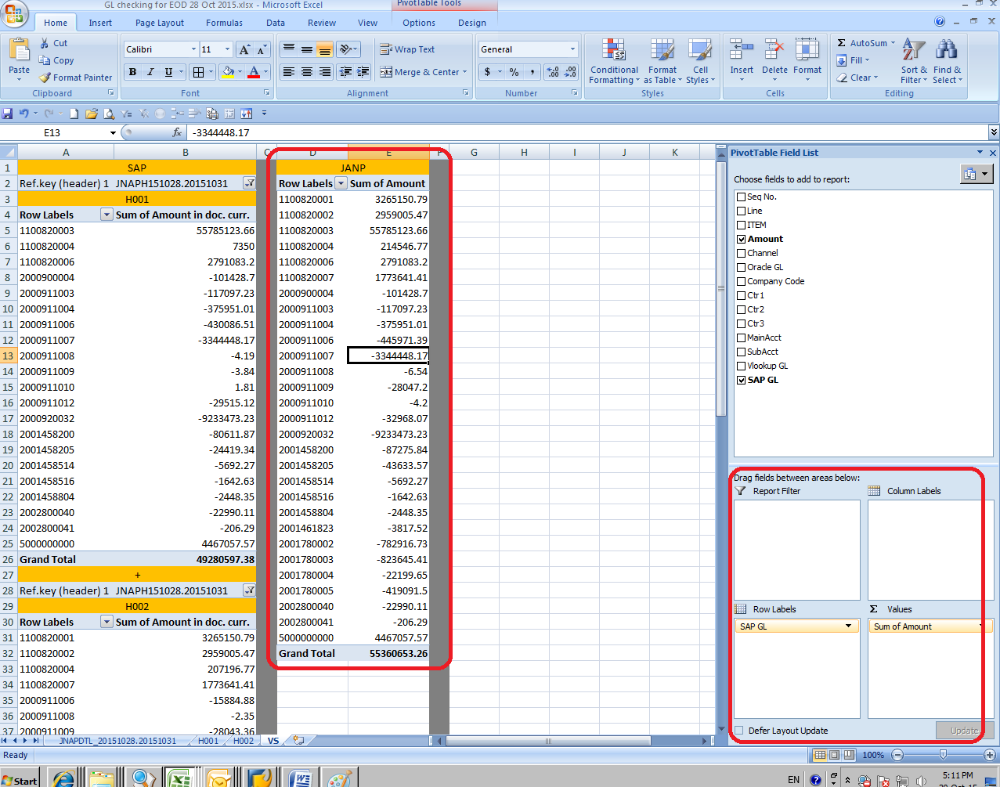 GL checking for EOD 28 Oct 2015.xlsx - Microsoft Excel
PivotTable Tools
Home Insert Page Layout Formulas Data Review View Options Design
Paste
Cut
Copy
Format Painter
Clipboard
Calibri 11
B I U
Font
Wrap Text
Merge & Center
Alignment
General
$ % ,
Number
Conditional Formatting
Format as Table
Cell Styles
Styles
Insert Delete Format
Cells
AutoSum
Fill
Clear
Sort & Filter
Find & Select
Editing
E13 fx -3344448.17
A B C D E F G H I J K
1 SAP JANP
2 Ref.key (header) 1 JNAPH151028.20151031 Row Labels Sum of Amount
3 H001 1100820001 3265150.79
4 Row Labels Sum of Amount in doc. curr. 1100820002 2959005.47
5 1100820003 55785123.66 1100820003 55785123.66
6 1100820004 7350 1100820004 214546.77
7 1100820006 2791083.2 1100820006 2791083.2
8 2000900004 -101428.7 1100820007 1773641.41
9 2000911003 -117097.23 2000900004 -101428.7
10 2000911004 -375951.01 2000911003 -117097.23
11 2000911006 -430086.51 2000911004 -375951.01
12 2000911007 -3344448.17 2000911006 -445971.39
13 2000911008 -4.19 2000911007 -3344448.17
14 2000911009 -3.84 2000911008 -6.54
15 2000911010 1.81 2000911009 -28047.2
16 2000911012 -29515.12 2000911010 -4.2
17 2000920032 -9233473.23 2000911012 -32968.07
18 2001458200 -80611.87 2000920032 -9233473.23
19 2001458205 -24419.34 2001458200 -87275.84
20 2001458514 -5692.27 2001458205 -43633.57
21 2001458516 -1642.63 2001458514 -5692.27
22 2001458804 -2448.35 2001458516 -1642.63
23 2002800040 -22990.11 2001458804 -2448.35
24 2002800041 -206.29 2001461823 -3817.52
25 5000000000 4467057.57 2001780002 -782916.73
26 Grand Total 49280597.38 2001780003 -823645.41
27 + 2001780004 -22199.65
28 Ref.key (header) 1 JNAPH151028.20151031 2001780005 -419091.5
29 H002 2002800040 -22990.11
30 Row Labels Sum of Amount in doc. curr. 2002800041 -206.29
31 1100820001 3265150.79 5000000000 4467057.57
32 1100820002 2959005.47 Grand Total 55360653.26
33 1100820004 207196.77
34 1100820007 1773641.41
35 2000911006 -15884.88
36 2000911008 -2.35
37 2000911009 -28043.36
PivotTable Field List
Choose fields to add to report:
Seq No.
Line
ITEM
Amount
Channel
Oracle GL
Company Code
Ctr1
Ctr2
Ctr3
MainAcct
SubAcct
Vlookup GL
SAP GL
Drag fields between areas below:
Report Filter Column Labels
Row Labels Σ Values
SAP GL Sum of Amount
Defer Layout Update Update
JNAPDTL_20151028.20151031 H001 H002 VS
Ready 100%
Start EN 5:11 PM